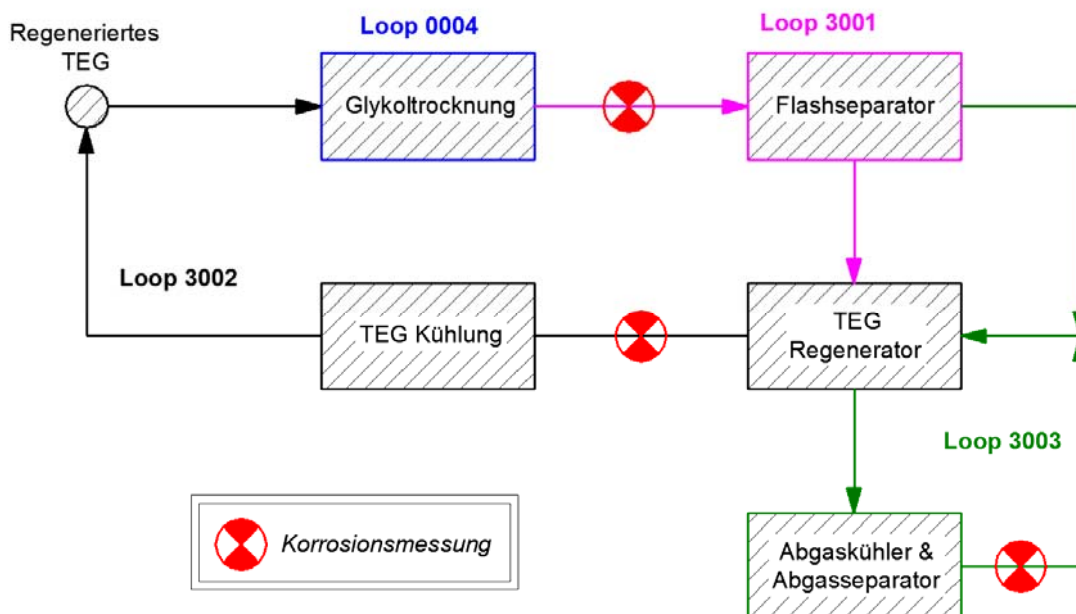 Loop 0004
Loop 3001
Regeneriertes
TEG
Glykoltrocknung
Flashseparator
Loop 3002
TEG Kühlung
TEG
Regenerator
Loop 3003
Korrosionsmessung
Abgaskühler &
Abgasseparator